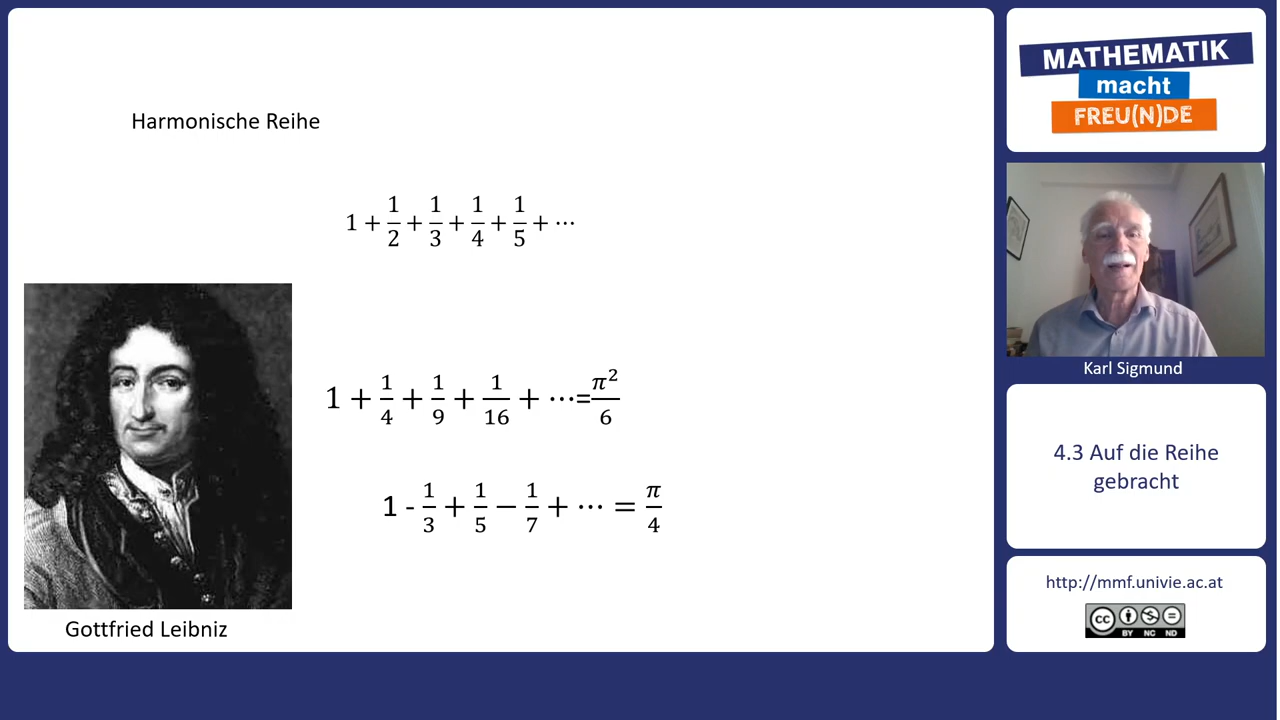 Harmonische Reihe
1 + 1/2 + 1/3 + 1/4 + 1/5 + ⋯
1 + 1/4 + 1/9 + 1/16 + ⋯=π²/6
1 - 1/3 + 1/5 − 1/7 + ⋯ = π/4
Gottfried Leibniz
MATHEMATIK
macht
FREU(N)DE
Karl Sigmund
4.3 Auf die Reihe
gebracht
http://mmf.univie.ac.at
CC
BY NC ND